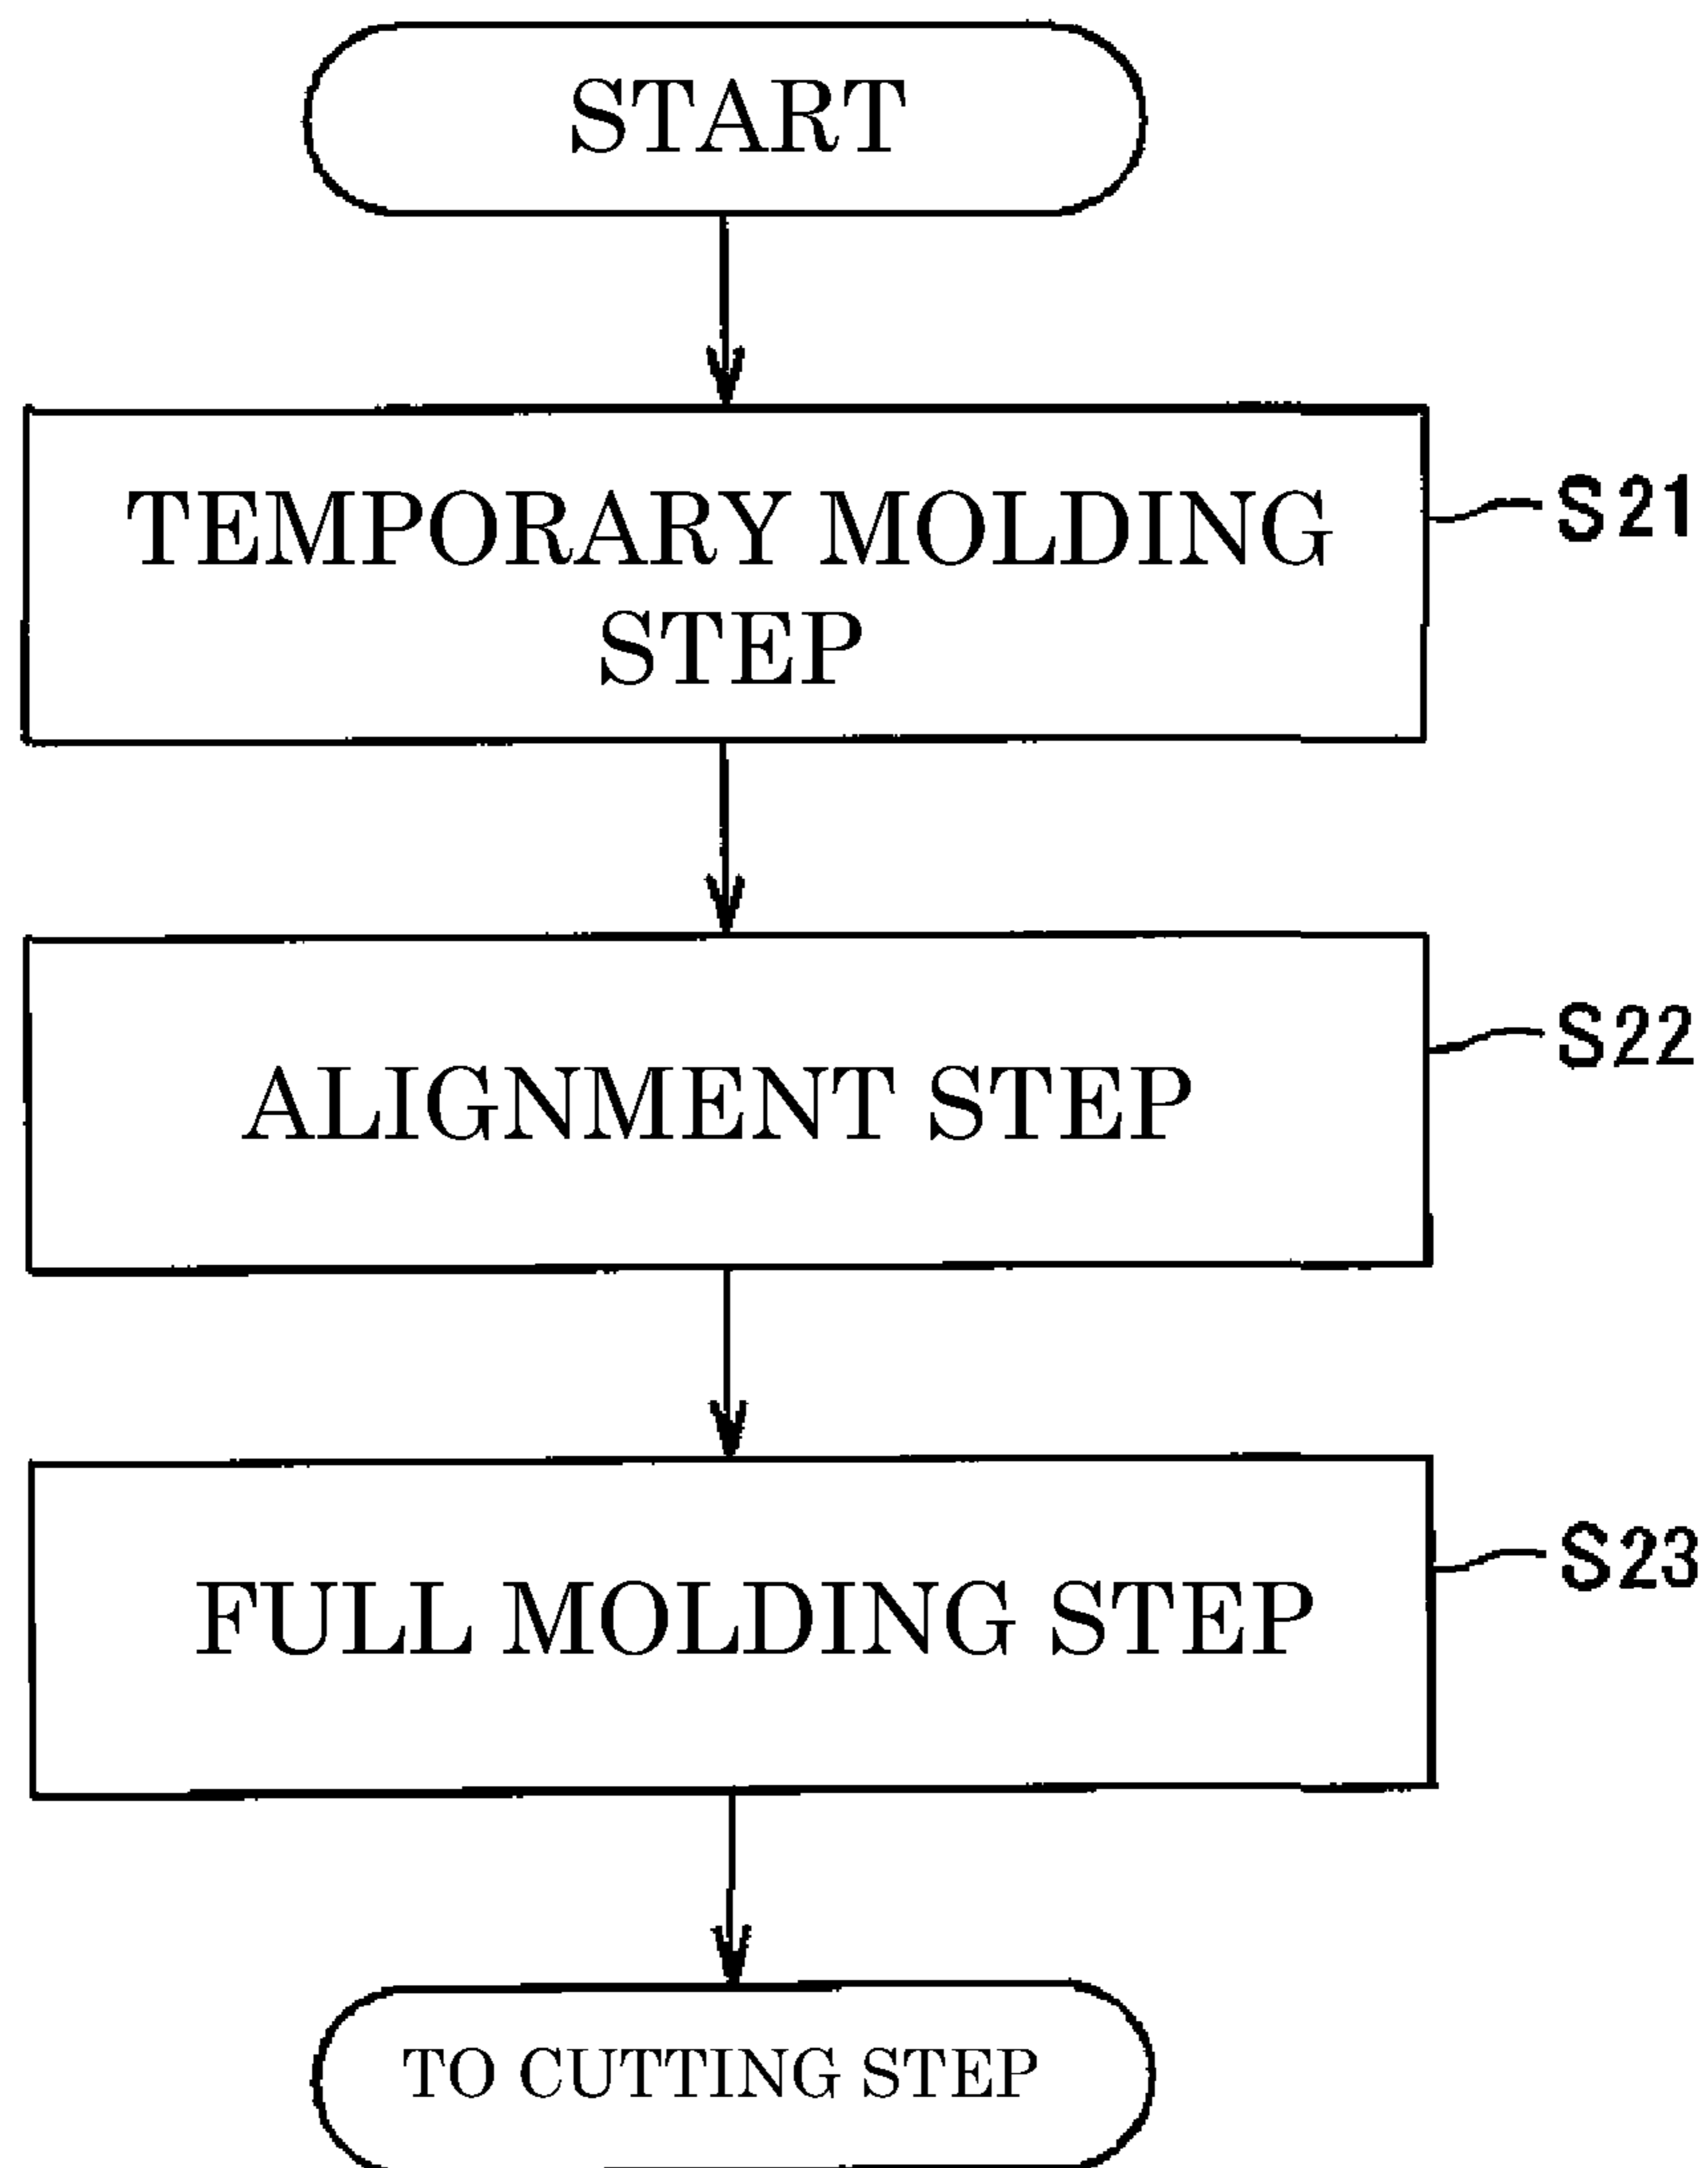 START
TEMPORARY MOLDING
STEP
S21
ALIGNMENT STEP
S22
FULL MOLDING STEP
S23
TO CUTTING STEP